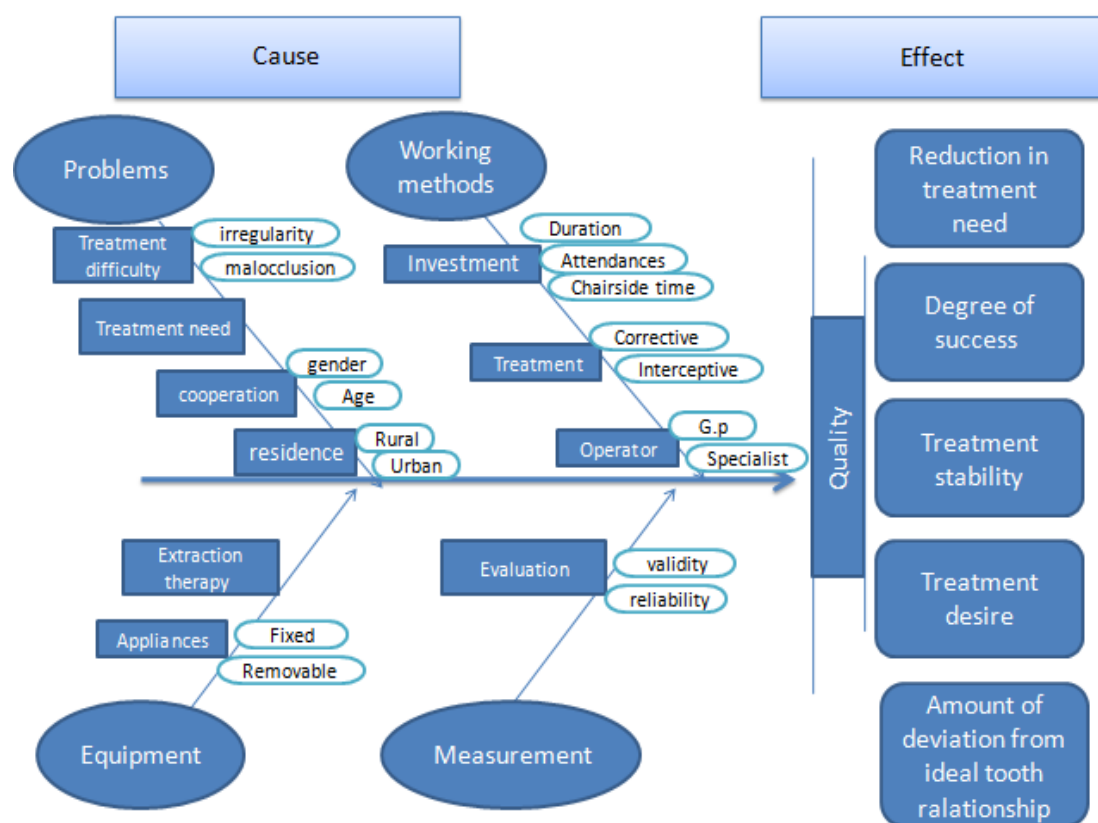 Cause
Effect
Problems
Working
methods
Treatment
difficulty
irregularity
malocclusion
Treatment need
cooperation
gender
Age
residence
Rural
Urban
Investment
Duration
Attendances
Chairside time
Treatment
Corrective
Interceptive
Operator
G.p
Specialist
Extraction
therapy
Appliances
Fixed
Removable
Equipment
Evaluation
validity
reliability
Measurement
Quality
Reduction in
treatment
need
Degree of
success
Treatment
stability
Treatment
desire
Amount of
deviation from
ideal tooth
ralationship